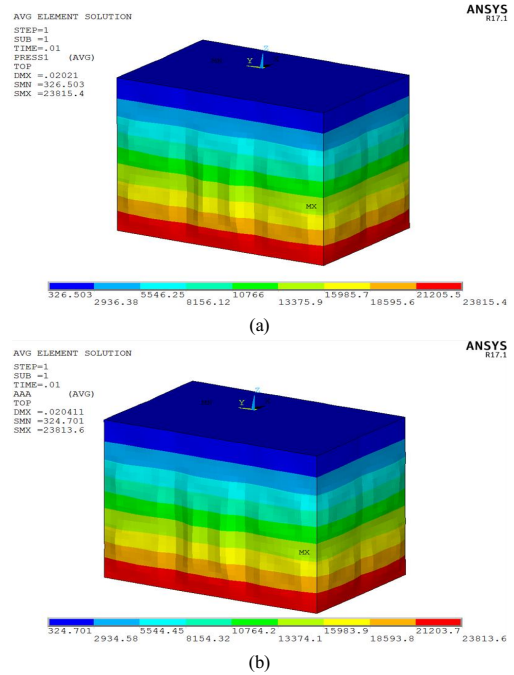 ANSYS
R17.1
AVG ELEMENT SOLUTION
STEP=1
SUB =1
TIME=.01
PRESS1 (AVG)
TOP
DMX =.02021
SMN =326.503
SMX =23815.4
Y
MX
326.503 5546.25 10766 15985.7 21205.5
2936.38 8156.12 13375.9 18595.6 23815.4
(a)
ANSYS
R17.1
AVG ELEMENT SOLUTION
STEP=1
SUB =1
TIME=.01
AAA (AVG)
TOP
DMX =.020411
SMN =324.701
SMX =23813.6
Y
MX
324.701 5544.45 10764.2 15983.9 21203.7
2934.58 8154.32 13374.1 18593.8 23813.6
(b)